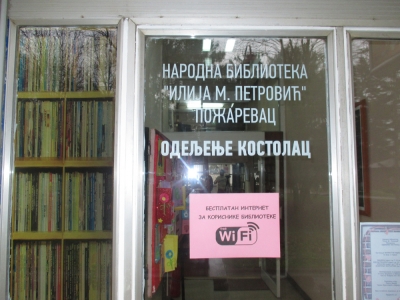 НАРОДНА БИБЛИОТЕКА
"ИЛИЈА М. ПЕТРОВИЋ"
ПОЖАРЕВАЦ
ОДЕЉЕЊЕ КОСТОЛАЦ
БЕСПЛАТАН ИНТЕРНЕТ
ЗА КОРИСНИКЕ БИБЛИОТЕКЕ
WiFi